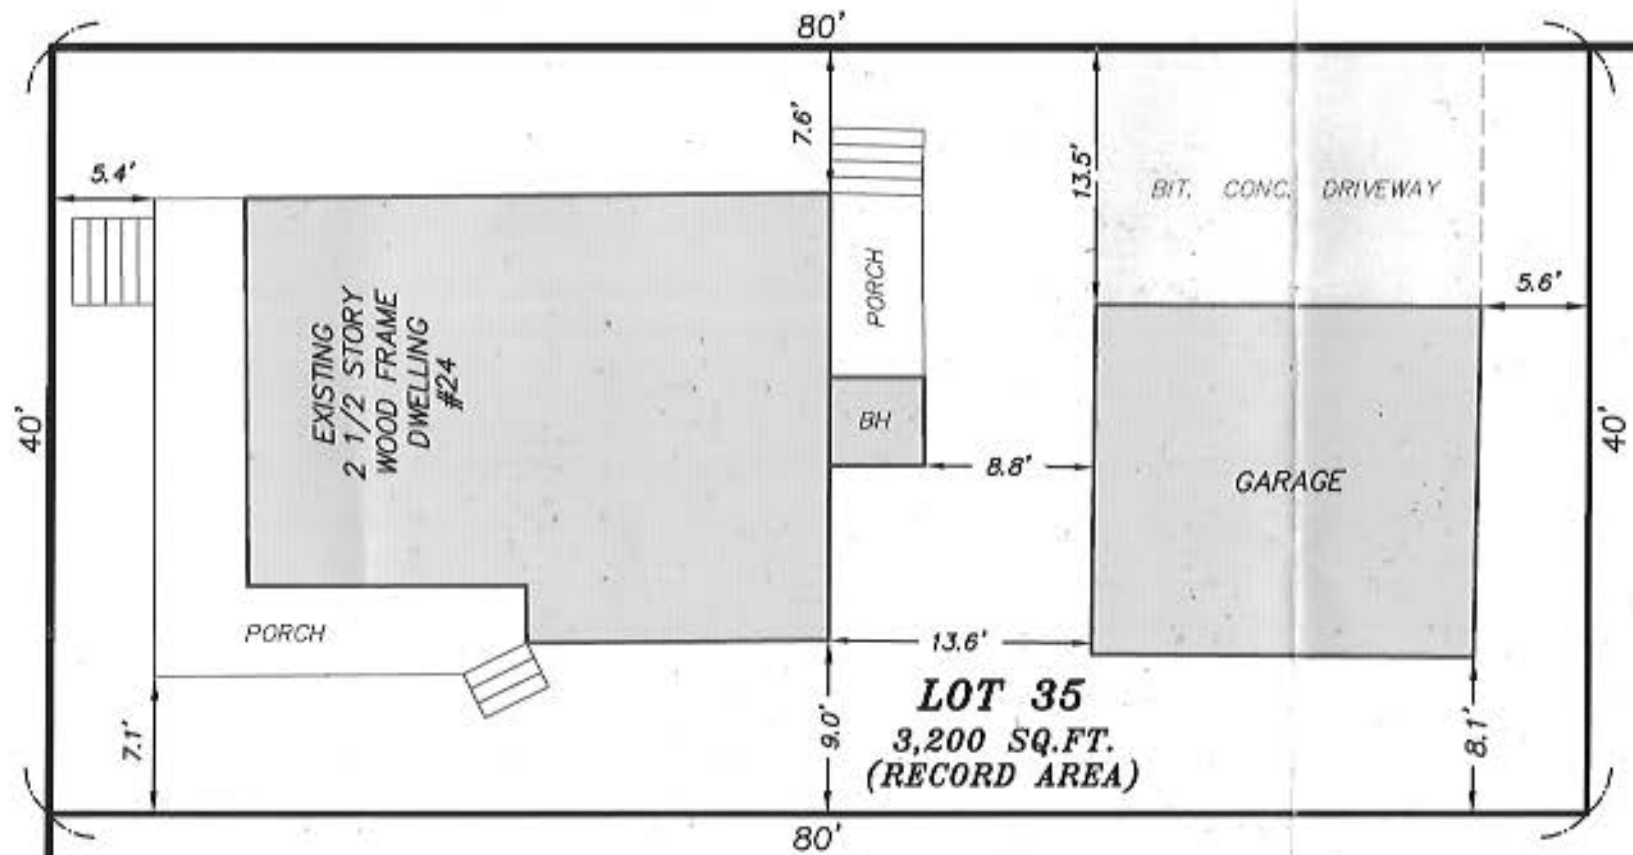 80'
7.6'
5.4'
13.5'
BIT. CONC. DRIVEWAY
PORCH
5.6'
EXISTING
2 1/2 STORY
WOOD FRAME
DWELLING
#24
40'
BH
8.8'
GARAGE
40'
PORCH
13.6'
LOT 35
3,200 SQ.FT.
(RECORD AREA)
7.1'
9.0'
8.1'
80'